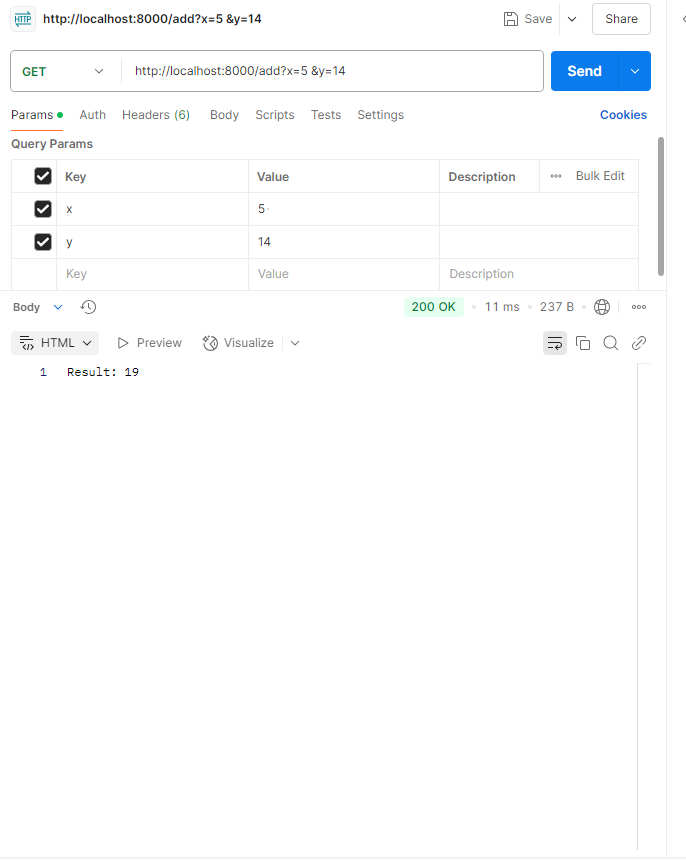 HTTP http://localhost:8000/add?x=5 &y=14 Save Share
GET http://localhost:8000/add?x=5 &y=14 Send
Params Auth Headers (6) Body Scripts Tests Settings Cookies
Query Params
Key Value Description Bulk Edit
x 5
y 14
Key Value Description
Body 200 OK 11 ms 237 B
HTML Preview Visualize
1 Result: 19